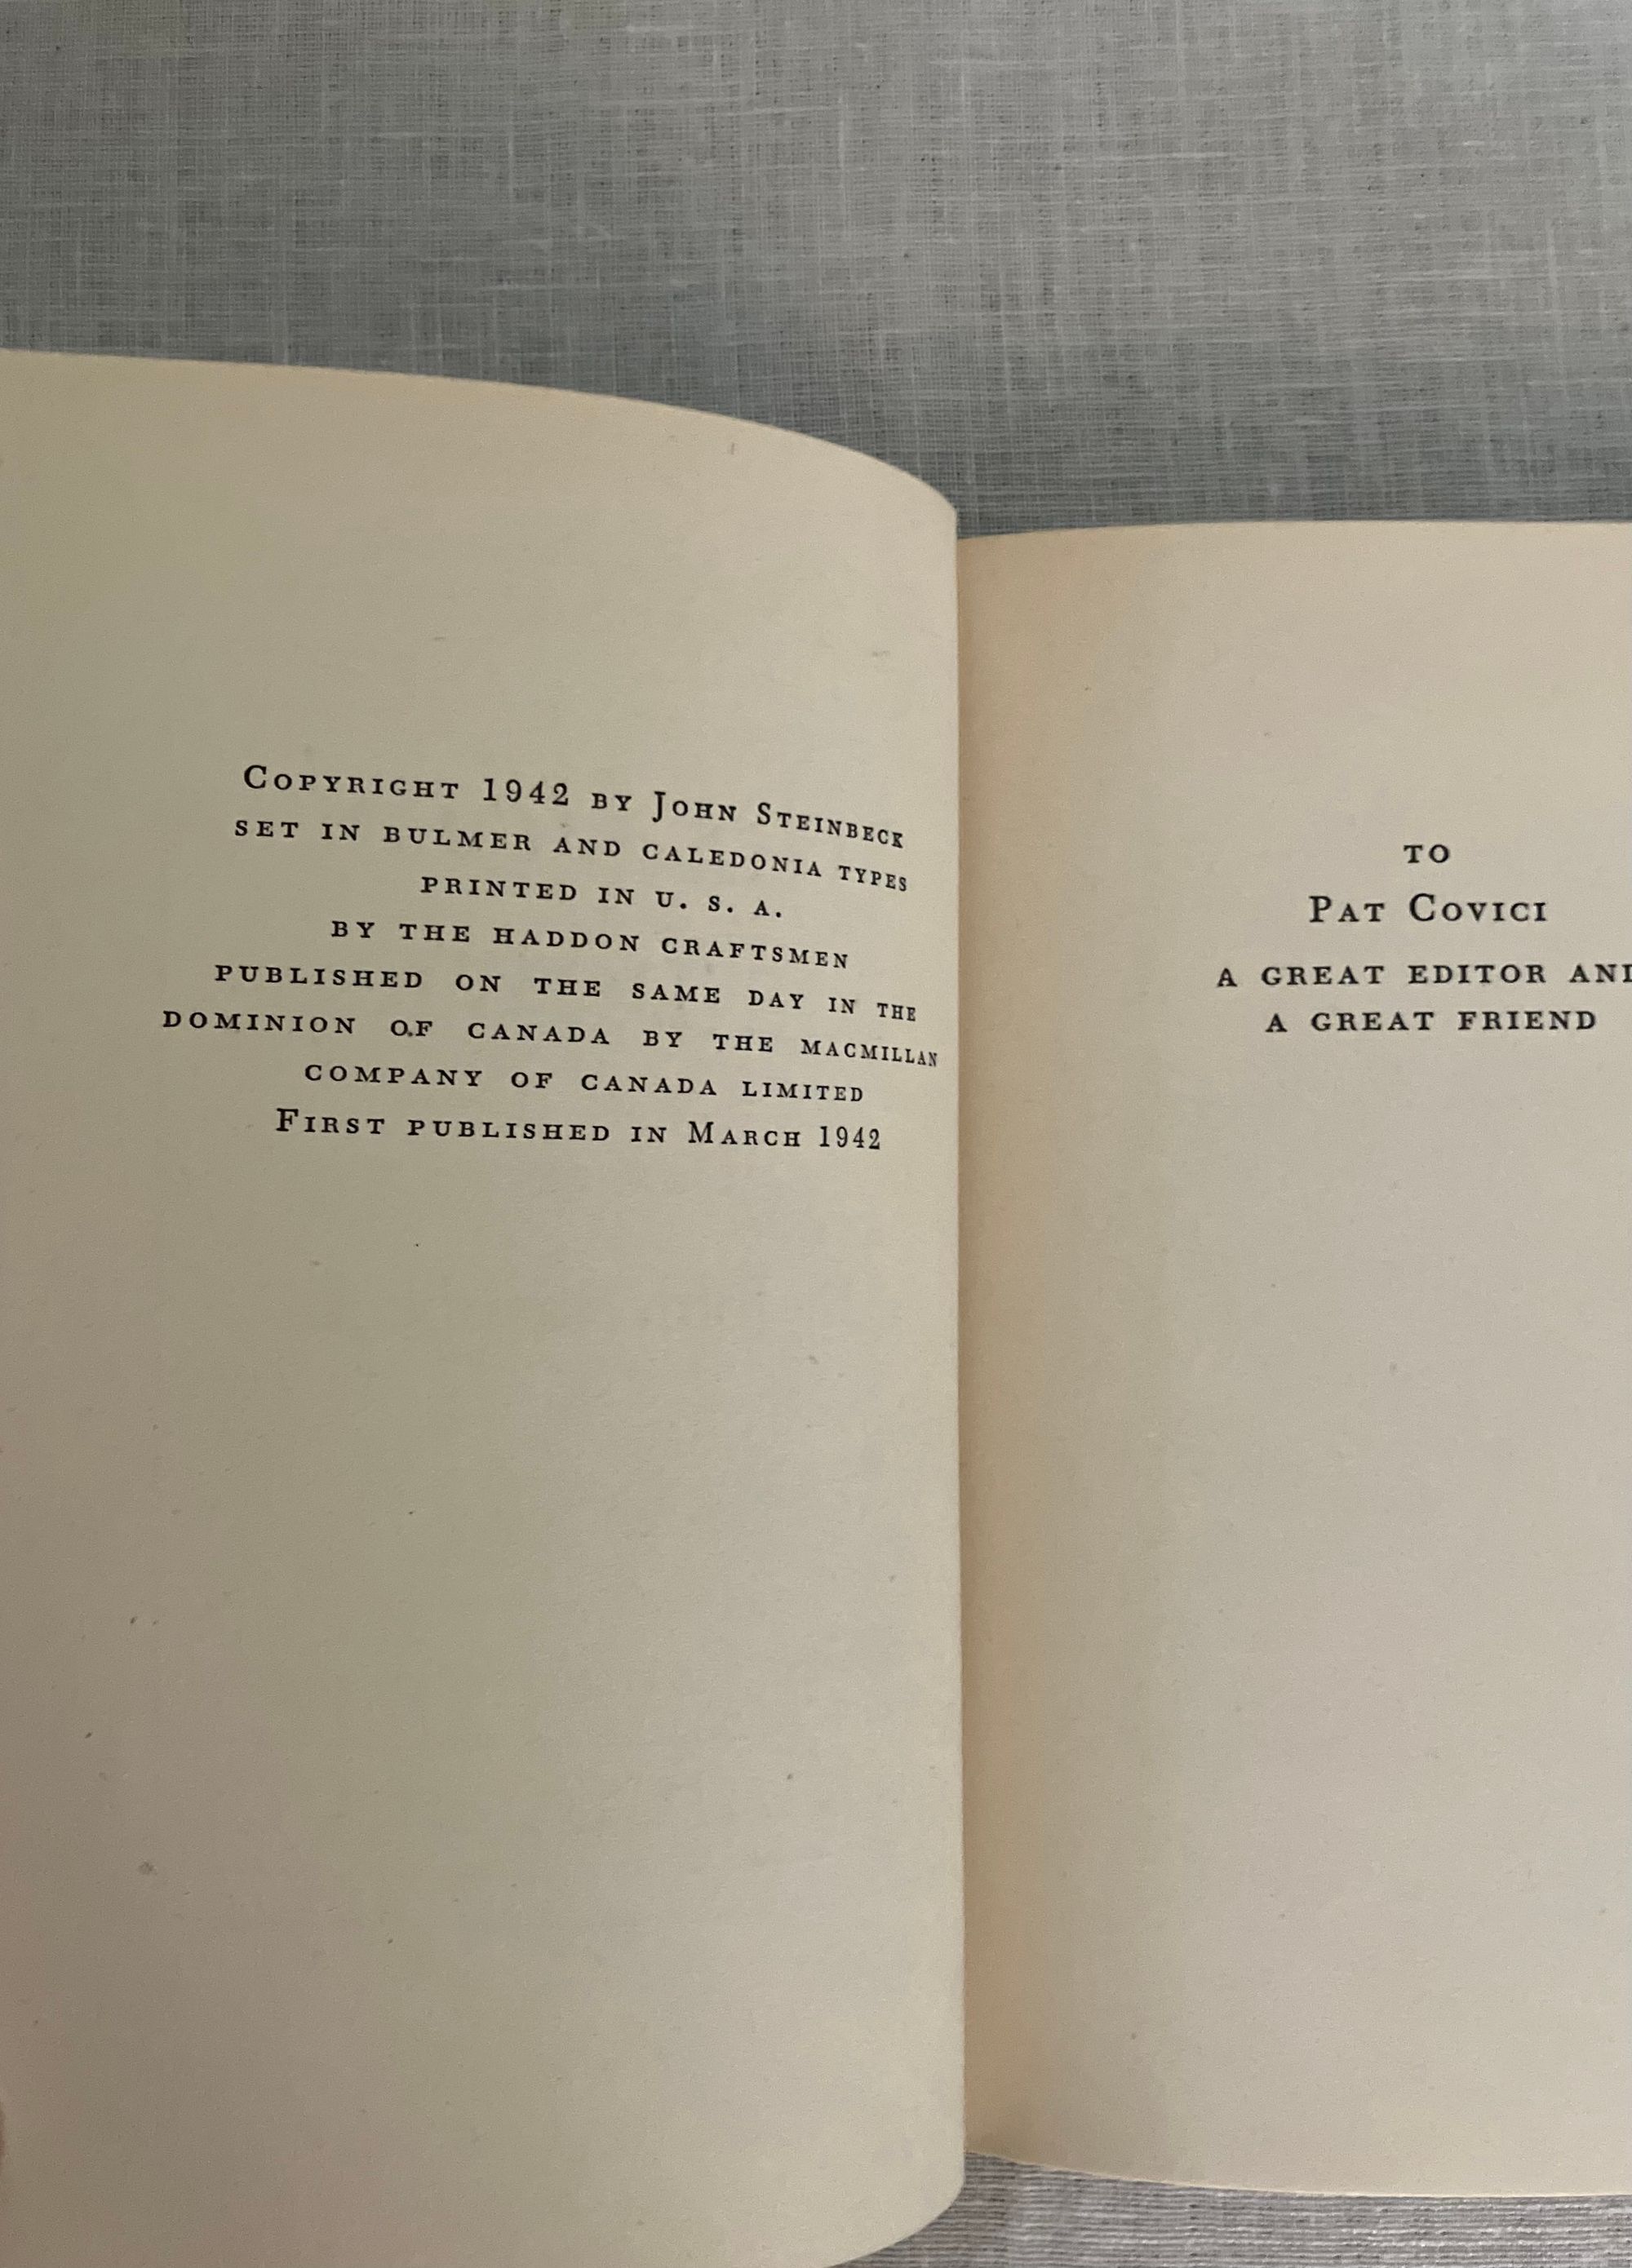 Copyright 1942 by John Steinbeck
set in bulmer and caledonia types
printed in U. S. A.
by the haddon craftsmen
published on the same day in the
dominion of canada by the macmillan
company of canada limited
First published in March 1942
to
Pat Covici
a great editor and
a great friend